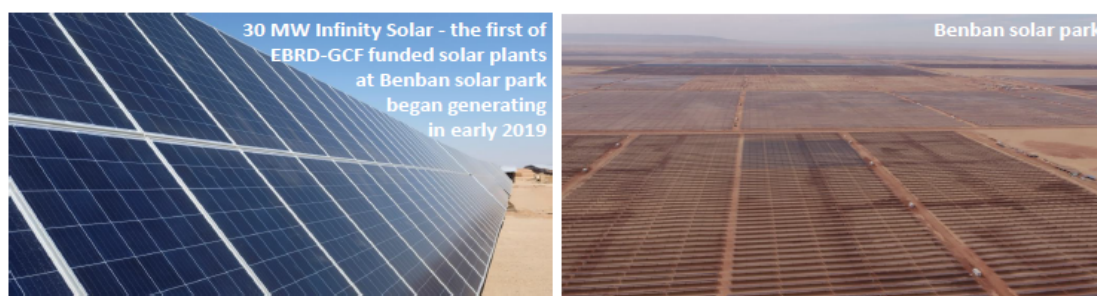 30 MW Infinity Solar - the first of
EBRD-GCF funded solar plants
at Benban solar park
began generating
in early 2019
Benban solar park